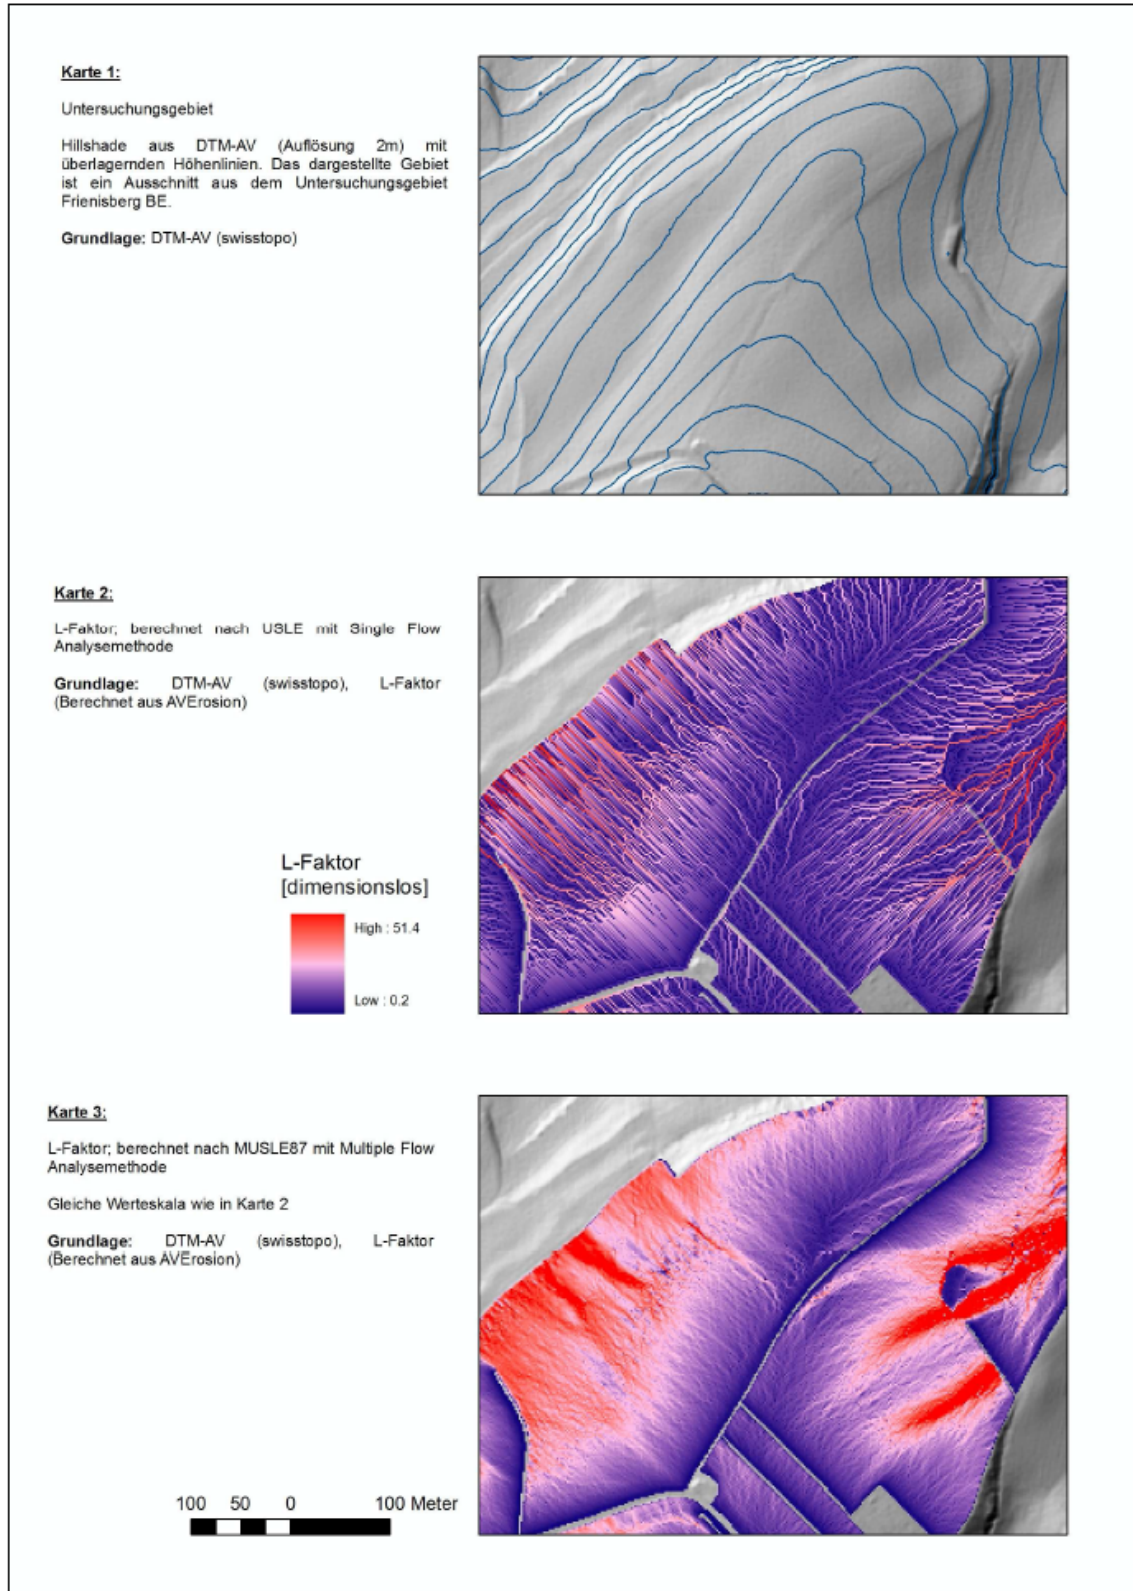 Karte 1:
Untersuchungsgebiet
Hillshade aus DTM-AV (Auflösung 2m) mit
überlagernden Höhenlinien. Das dargestellte Gebiet
ist ein Ausschnitt aus dem Untersuchungsgebiet
Frienisberg BE.
Grundlage: DTM-AV (swisstopo)
Karte 2:
L-Faktor; berechnet nach USLE mit Single Flow
Analysemethode
Grundlage: DTM-AV (swisstopo), L-Faktor
(Berechnet aus AVErosion)
L-Faktor
[dimensionslos]
High : 51.4
Low : 0.2
Karte 3:
L-Faktor; berechnet nach MUSLE87 mit Multiple Flow
Analysemethode
Gleiche Werteskala wie in Karte 2
Grundlage: DTM-AV (swisstopo), L-Faktor
(Berechnet aus AVErosion)
100 50 0 100 Meter